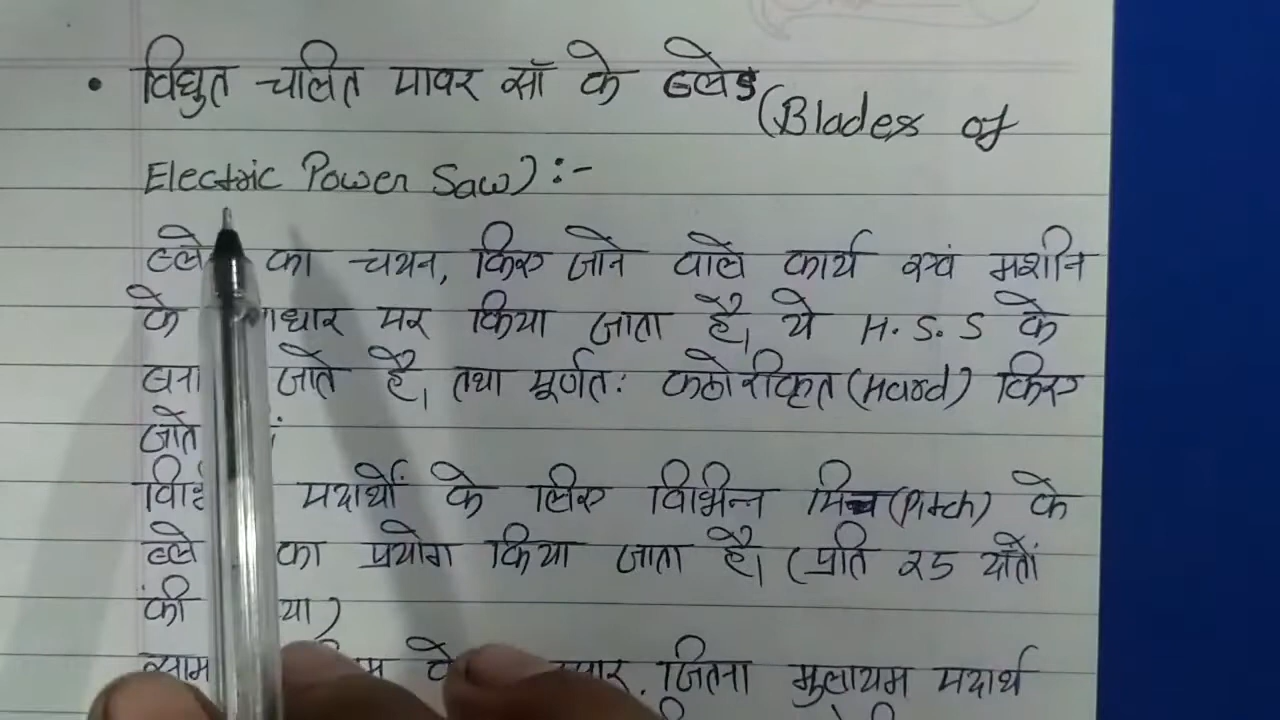 • विघुत चलित पावर सॉ के ब्लेड (Blades of
Electric Power Saw) :-
का चयन, किए जाने वाले कार्य एवं मशीन
के पर किया जाता है, ये H.S.S के
जाते है, तथा पूर्णतः कठोरीकृत (Hard) किए
जाते
पदार्थो के लिए विभिन्न पिच (Pitch) के
का प्रयोग किया जाता है। (प्रति 25 दाँतों
की
जितना मुलायम पदार्थ